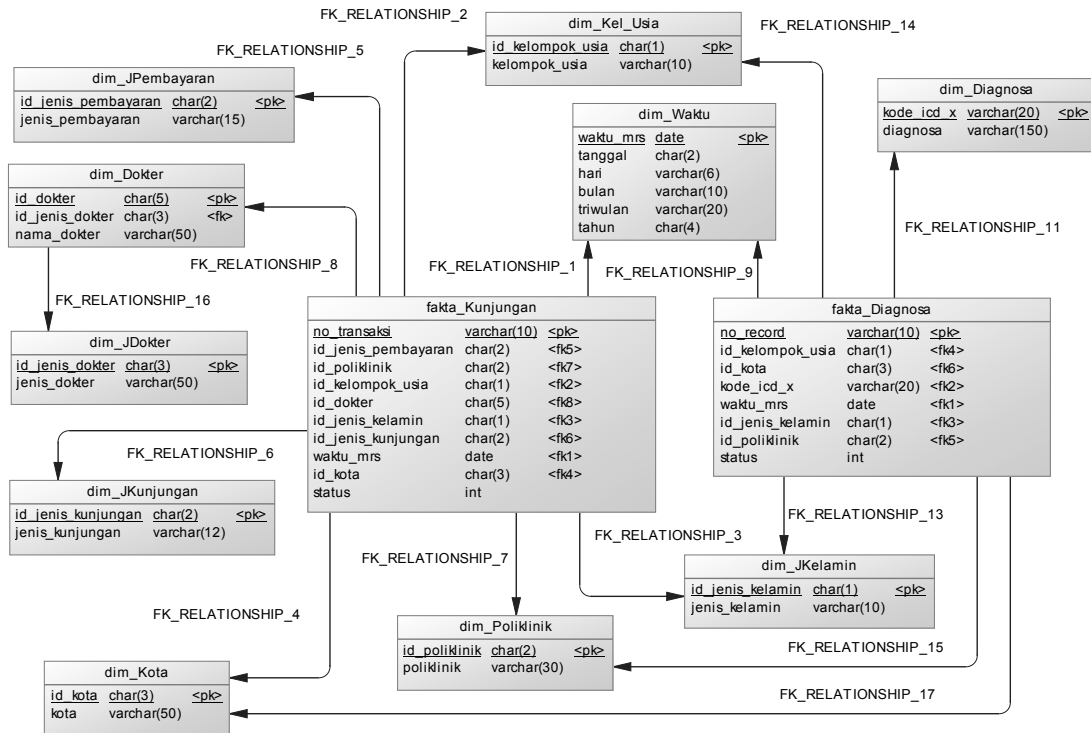 FK_RELATIONSHIP_2
dim_Kel_Usia
id_kelompok_usia char(1) <pk>
kelompok_usia varchar(10)
FK_RELATIONSHIP_14
FK_RELATIONSHIP_5
dim_JPembayaran
id_jenis_pembayaran char(2) <pk>
jenis_pembayaran varchar(15)
dim_Diagnosa
kode_icd_x varchar(20) <pk>
diagnosa varchar(150)
dim_Waktu
waktu_mrs date <pk>
tanggal char(2)
hari varchar(6)
bulan varchar(10)
triwulan varchar(20)
tahun char(4)
dim_Dokter
id_dokter char(5) <pk>
id_jenis_dokter char(3) <fk>
nama_dokter varchar(50)
FK_RELATIONSHIP_11
FK_RELATIONSHIP_8
FK_RELATIONSHIP_1
FK_RELATIONSHIP_9
FK_RELATIONSHIP_16
fakta_Kunjungan
no_transaksi varchar(10) <pk>
id_jenis_pembayaran char(2) <fk5>
id_poliklinik char(2) <fk7>
id_kelompok_usia char(1) <fk2>
id_dokter char(5) <fk8>
id_jenis_kelamin char(1) <fk3>
id_jenis_kunjungan char(2) <fk6>
waktu_mrs date <fk1>
id_kota char(3) <fk4>
status int
fakta_Diagnosa
no_record varchar(10) <pk>
id_kelompok_usia char(1) <fk4>
id_kota char(3) <fk6>
kode_icd_x varchar(20) <fk2>
waktu_mrs date <fk1>
id_jenis_kelamin char(1) <fk3>
id_poliklinik char(2) <fk5>
status int
dim_JDokter
id_jenis_dokter char(3) <pk>
jenis_dokter varchar(50)
FK_RELATIONSHIP_6
dim_JKunjungan
id_jenis_kunjungan char(2) <pk>
jenis_kunjungan varchar(12)
FK_RELATIONSHIP_13
FK_RELATIONSHIP_3
FK_RELATIONSHIP_7
dim_JKelamin
id_jenis_kelamin char(1) <pk>
jenis_kelamin varchar(10)
FK_RELATIONSHIP_4
dim_Poliklinik
id_poliklinik char(2) <pk>
poliklinik varchar(30)
FK_RELATIONSHIP_15
dim_Kota
id_kota char(3) <pk>
kota varchar(50)
FK_RELATIONSHIP_17